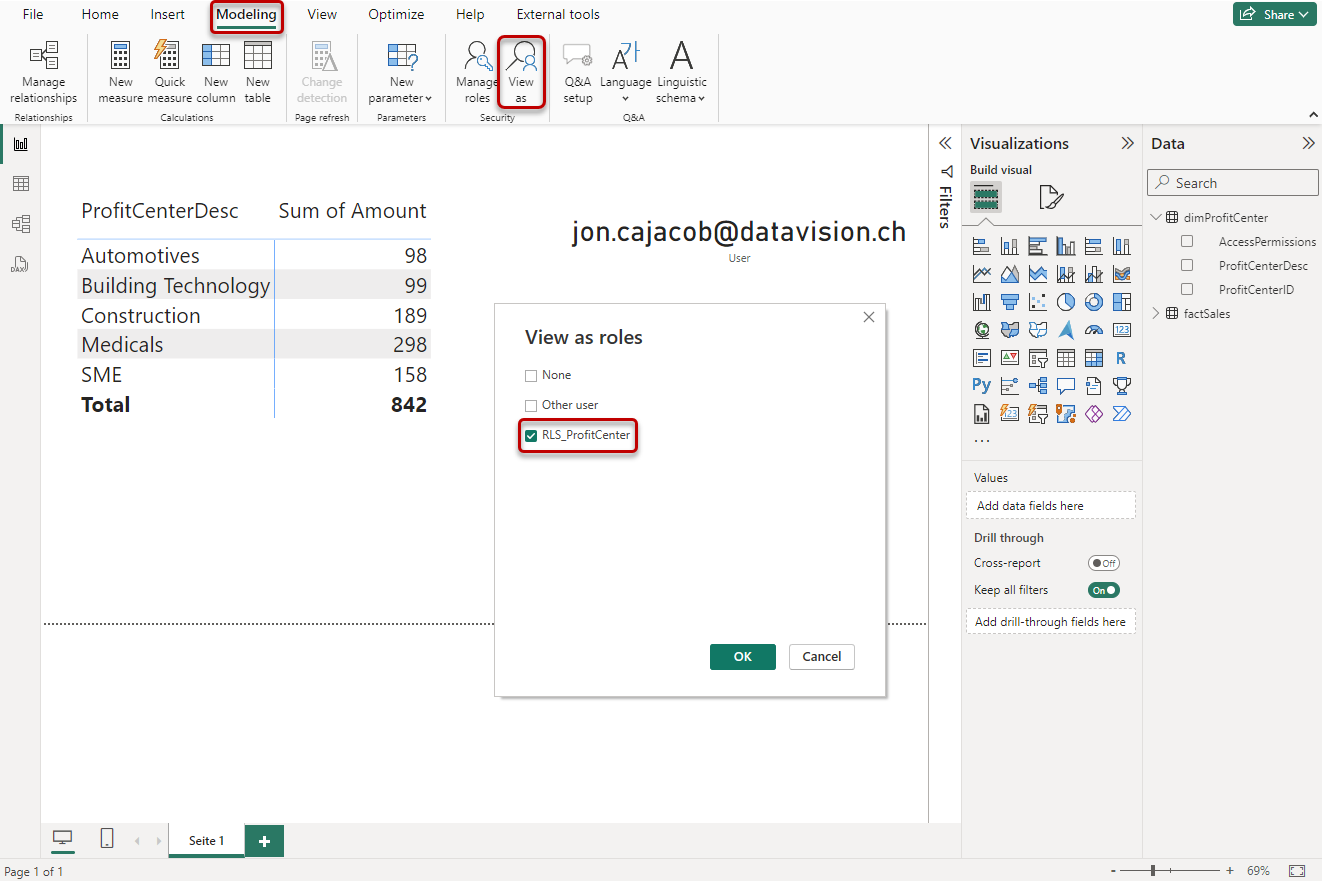 File Home Insert Modeling View Optimize Help External tools Share
Manage relationships
New measure
Quick measure
New column
New table
Change detection
New parameter
Manage roles
View as
Q&A setup
Language
Linguistic schema
Relationships Calculations Page refresh Parameters Security Q&A
ProfitCenterDesc Sum of Amount
Automotives 98
Building Technology 99
Construction 189
Medicals 298
SME 158
Total 842
jon.cajacob@datavision.ch
User
View as roles
None
Other user
RLS_ProfitCenter
OK Cancel
Filters
Visualizations
Build visual
123
R
Py
123
...
Values
Add data fields here
Drill through
Cross-report Off
Keep all filters On
Add drill-through fields here
Data
Search
dimProfitCenter
AccessPermissions
ProfitCenterDesc
ProfitCenterID
factSales
DAX
Seite 1 +
Page 1 of 1 - + 69%